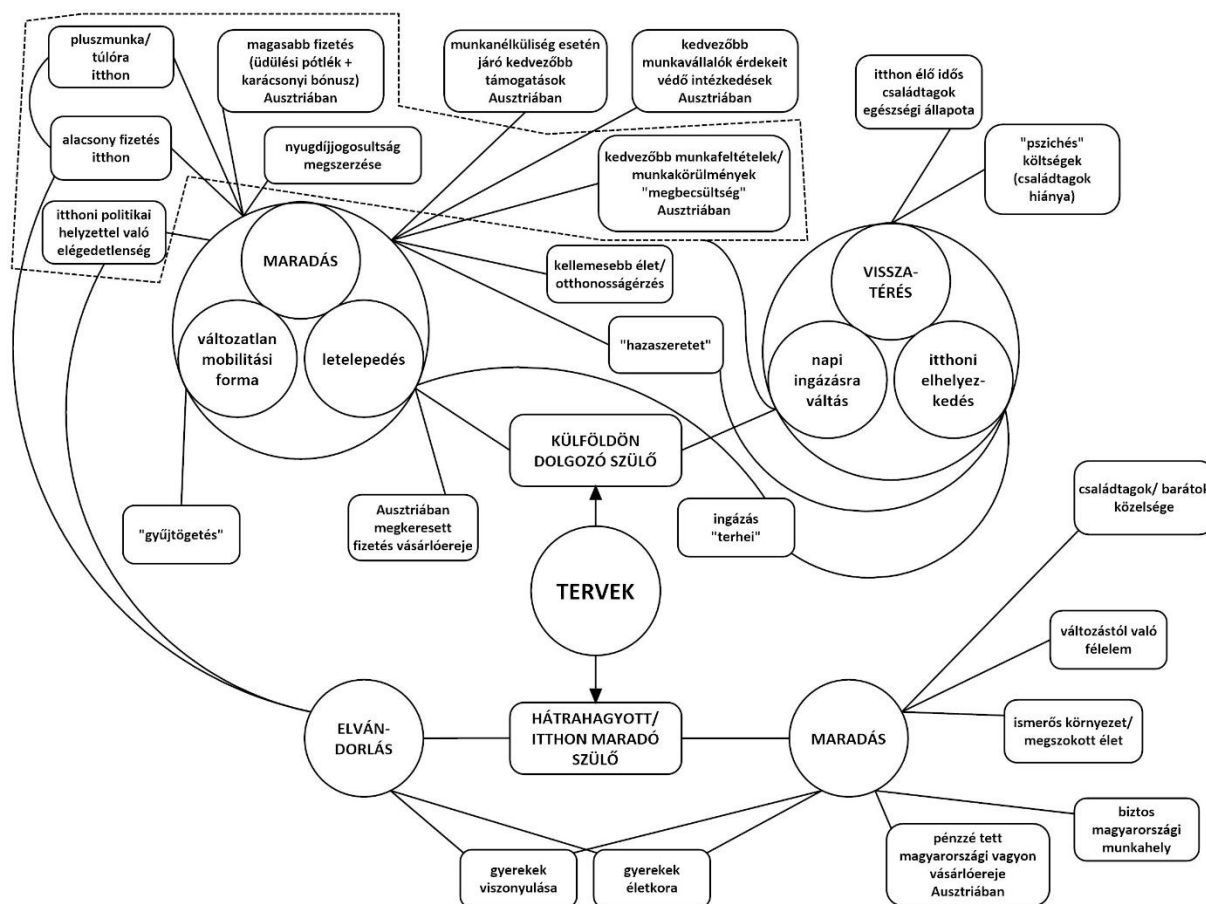 pluszmunka/
túlóra
itthon
magasabb fizetés
(üdülési pótlék +
karácsonyi bónusz)
Ausztriában
munkanélküliség esetén
járó kedvezőbb
támogatások
Ausztriában
kedvezőbb
munkavállalók érdekeit
védő intézkedések
Ausztriában
itthon élő idős
családtagok
egészségi állapota
alacsony fizetés
itthon
nyugdíjjogosultság
megszerzése
kedvezőbb munkafeltételek/
munkakörülmények
"megbecsültség"
Ausztriában
"pszichés"
költségek
(családtagok
hiánya)
itthoni politikai
helyzettel való
elégedetlenség
MARADÁS
változatlan
mobilitási
forma
letelepedés
kellemesebb élet/
otthonosságérzés
"hazaszeretet"
VISSZA-
TÉRÉS
napi
ingázásra
váltás
itthoni
elhelyez-
kedés
KÜLFÖLDÖN
DOLGOZÓ SZÜLŐ
"gyűjtögetés"
Ausztriában
megkeresett
fizetés vásárlóereje
ingázás
"terhei"
családtagok/ barátok
közelsége
TERVEK
változástól való
félelem
ELVÁN-
DORLÁS
HÁTRAHAGYOTT/
ITTHON MARADÓ
SZÜLŐ
MARADÁS
ismerős környezet/
megszokott élet
biztos
magyarországi
munkahely
gyerekek
viszonyulása
gyerekek
életkora
pénzzé tett
magyarországi vagyon
vásárlóereje
Ausztriában